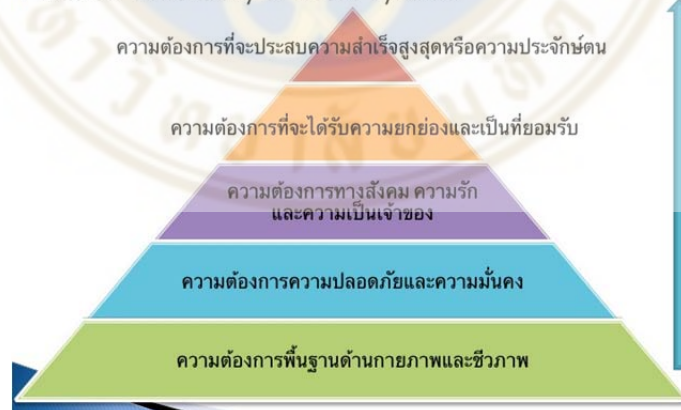 ความต้องการที่จะประสบความสำเร็จสูงสุดหรือความประจักษ์ตน
ความต้องการที่จะได้รับความยกย่องและเป็นที่ยอมรับ
ความต้องการทางสังคม ความรัก
และความเป็นเจ้าของ
ความต้องการความปลอดภัยและความมั่นคง
ความต้องการพื้นฐานด้านกายภาพและชีวภาพ